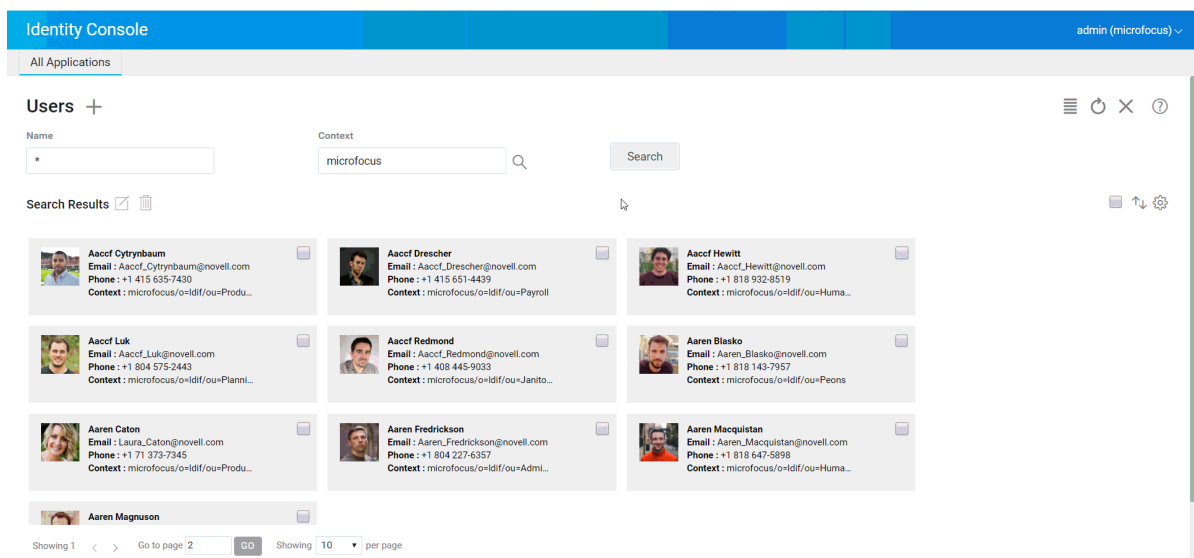 Identity Console
admin (microfocus)
All Applications
Users
Name
Context
*
microfocus
Search
Search Results
Aaccf Cytrynbaum
Email : Aaccf_Cytrynbaum@novell.com
Phone : +1 415 635-7430
Context : microfocus/o=ldif/ou=Produ...
Aaccf Drescher
Email : Aaccf_Drescher@novell.com
Phone : +1 415 651-4439
Context : microfocus/o=ldif/ou=Payroll
Aaccf Hewitt
Email : Aaccf_Hewitt@novell.com
Phone : +1 818 932-8519
Context : microfocus/o=ldif/ou=Huma...
Aaccf Luk
Email : Aaccf_Luk@novell.com
Phone : +1 804 575-2443
Context : microfocus/o=ldif/ou=Planni...
Aaccf Redmond
Email : Aaccf_Redmond@novell.com
Phone : +1 408 445-9033
Context : microfocus/o=ldif/ou=Janito...
Aaren Blasko
Email : Aaren_Blasko@novell.com
Phone : +1 818 143-7957
Context : microfocus/o=ldif/ou=Peons
Aaren Caton
Email : Laura_Caton@novell.com
Phone : +1 71 373-7345
Context : microfocus/o=ldif/ou=Produ...
Aaren Fredrickson
Email : Aaren_Fredrickson@novell.com
Phone : +1 804 227-6357
Context : microfocus/o=ldif/ou=Admi...
Aaren Macquistan
Email : Aaren_Macquistan@novell.com
Phone : +1 818 647-5898
Context : microfocus/o=ldif/ou=Huma...
Aaren Magnuson
Showing 1 < > Go to page 2 GO Showing 10 per page